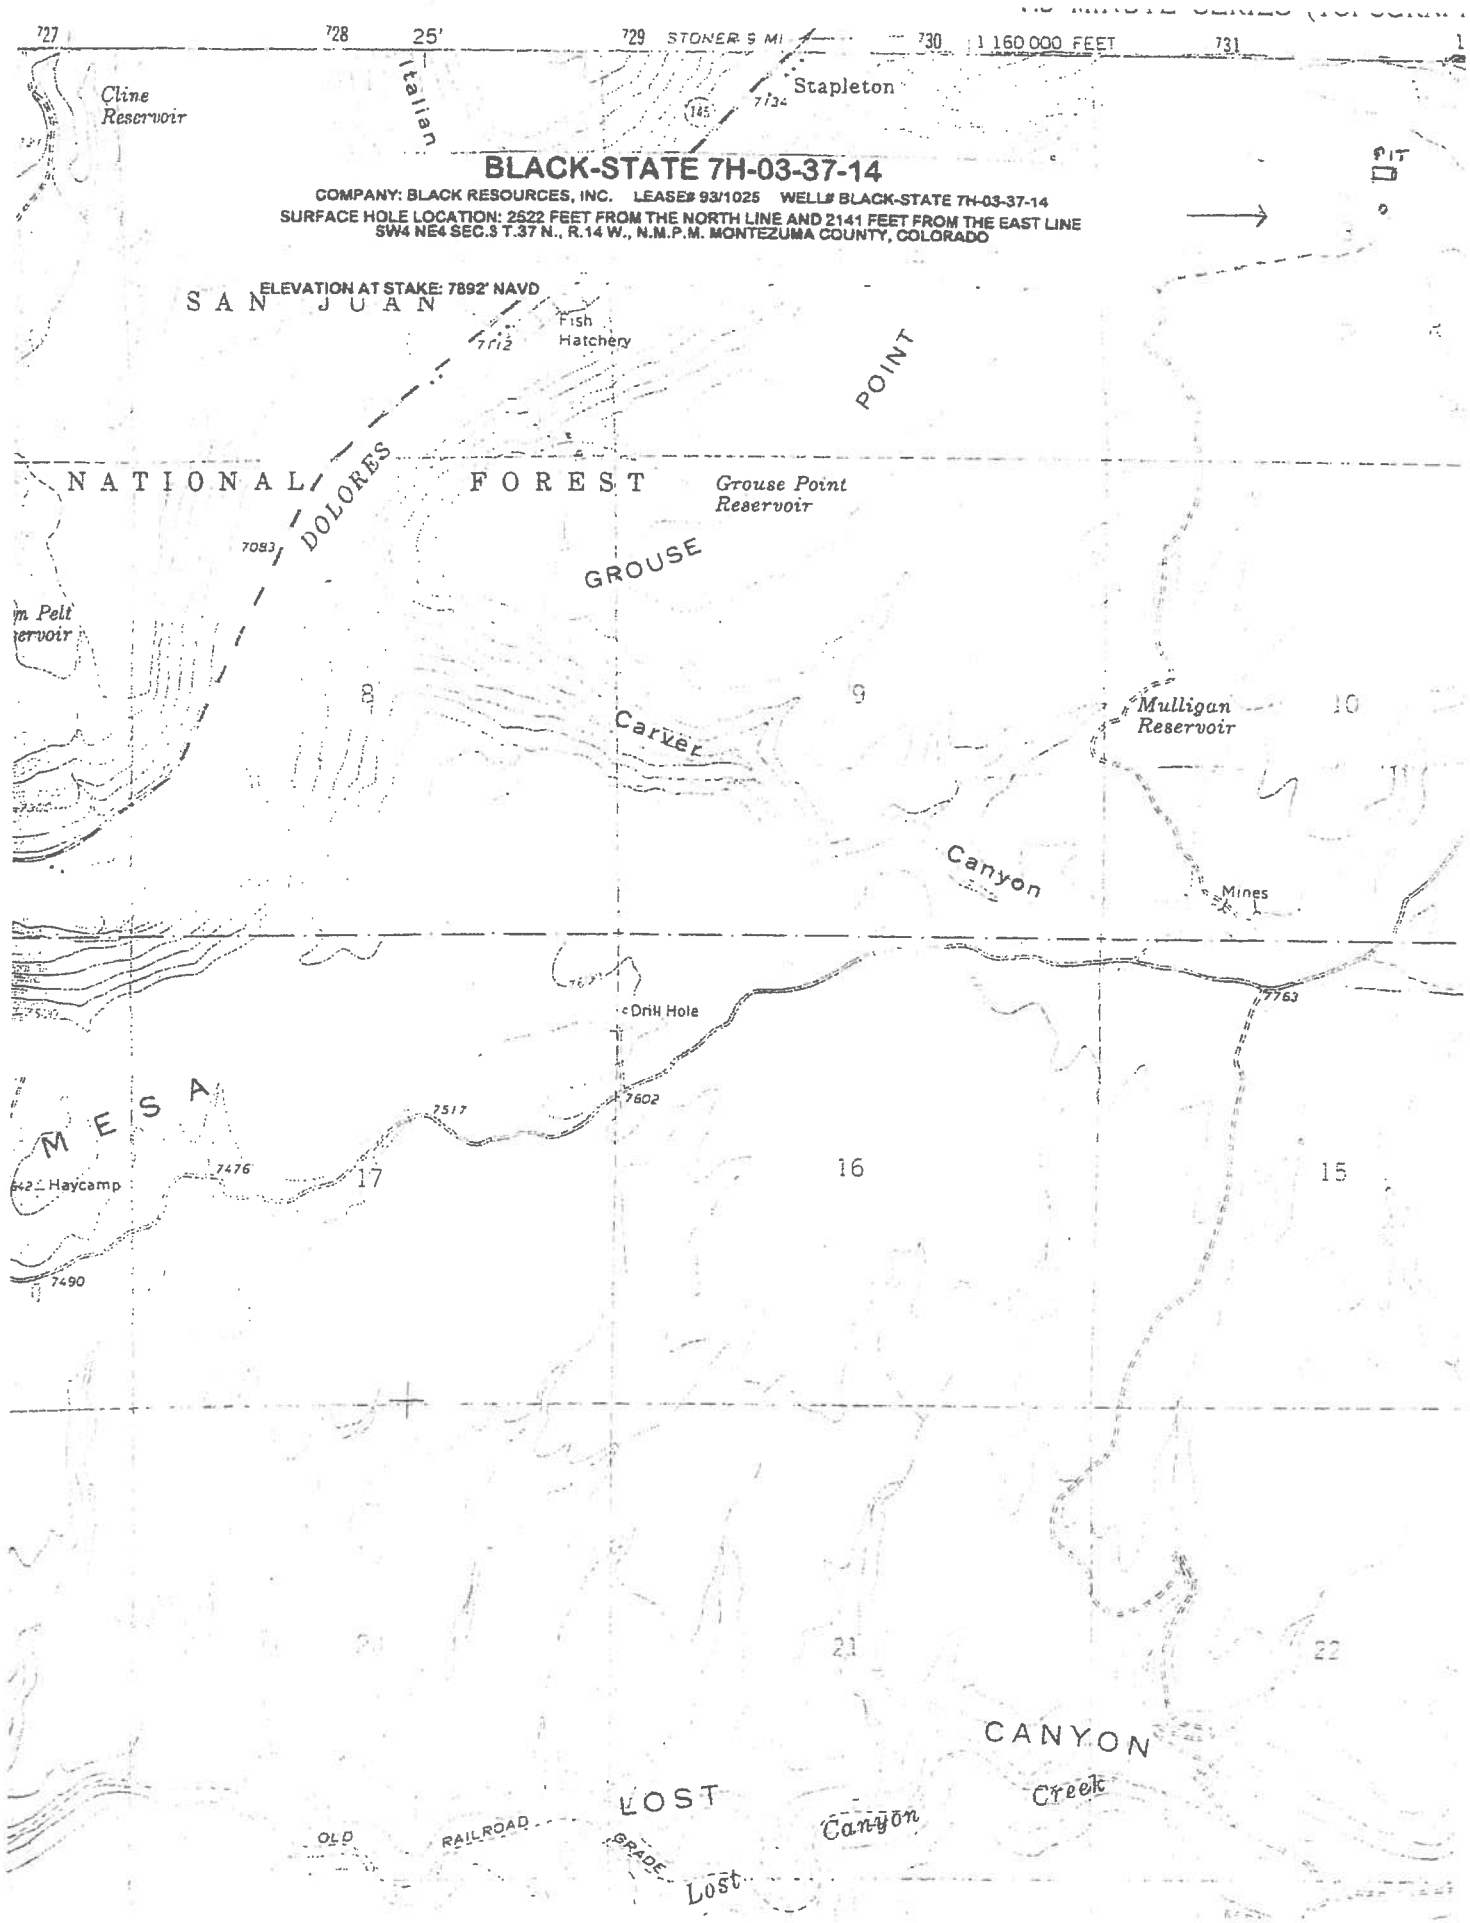 727 728 25' 729 STONER 9 MI 730 1 160 000 FEET 731
Cline
Reservoir
Italian
145
7134
Stapleton
PIT
BLACK-STATE 7H-03-37-14
COMPANY: BLACK RESOURCES, INC. LEASE# 93/1025 WELL# BLACK-STATE 7H-03-37-14
SURFACE HOLE LOCATION: 2522 FEET FROM THE NORTH LINE AND 2141 FEET FROM THE EAST LINE
SW4 NE4 SEC.3 T.37 N., R.14 W., N.M.P.M. MONTEZUMA COUNTY, COLORADO
3
ELEVATION AT STAKE: 7892' NAVD
SAN JUAN
7112
Fish
Hatchery
POINT
NATIONAL FOREST
DOLORES
Grouse Point
Reservoir
7093
GROUSE
m Pelt
ervoir
8
9
10
Carver
Mulligan
Reservoir
Canyon
Mines
Drill Hole
7763
MESA
7602
7517
7476
17
16
15
Haycamp
7490
21
22
CANYON
LOST
Creek
Canyon
OLD RAILROAD GRADE
Lost